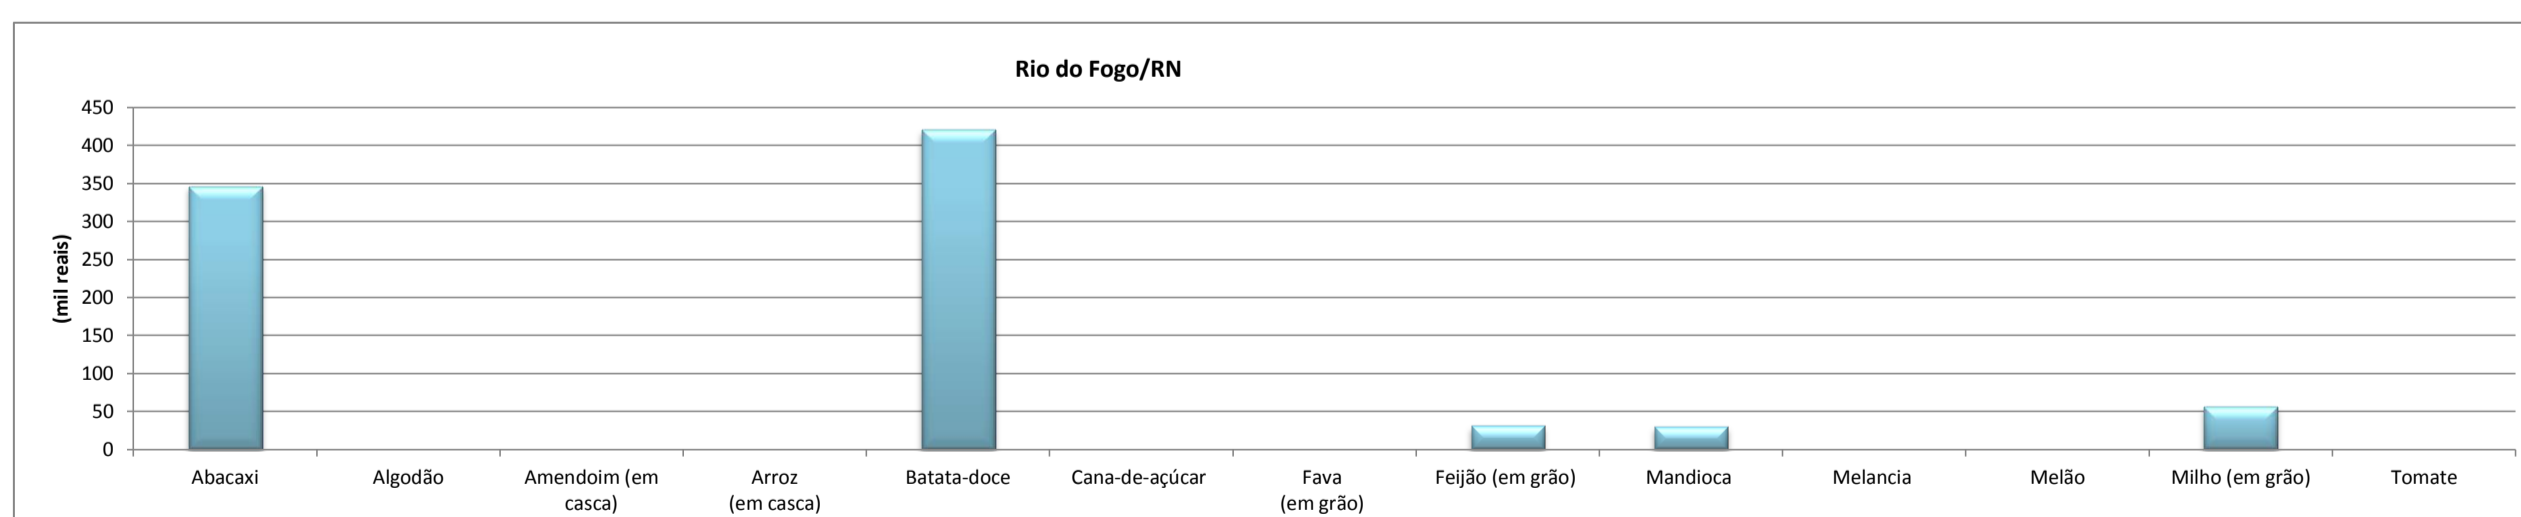 Rio do Fogo/RN
450
400
350
300
250
200
150
100
50
0
(mil reais)
Abacaxi
Algodão
Amendoim (em
casca)
Arroz
(em casca)
Batata-doce
Cana-de-açúcar
Fava
(em grão)
Feijão (em grão)
Mandioca
Melancia
Melão
Milho (em grão)
Tomate